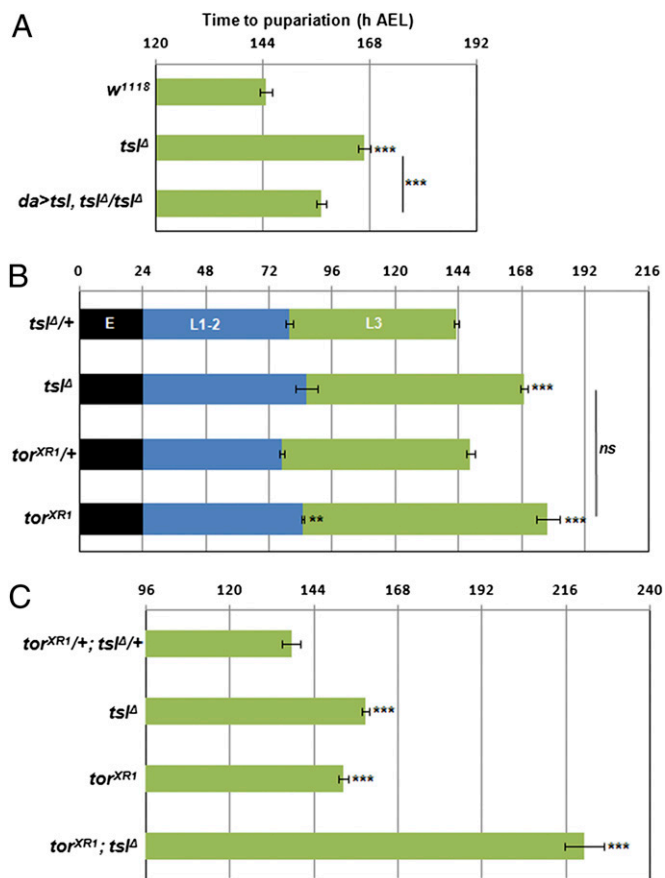 A
Time to pupariation (h AEL)
120 144 168 192
w1118
tslΔ
***
***
da>tsl, tslΔ/tslΔ
B
0 24 48 72 96 120 144 168 192 216
tslΔ/+
E L1-2 L3
tslΔ
***
ns
torXR1/+
torXR1
** ***
C
96 120 144 168 192 216 240
torXR1/+; tslΔ/+
tslΔ
***
torXR1
***
torXR1; tslΔ
***